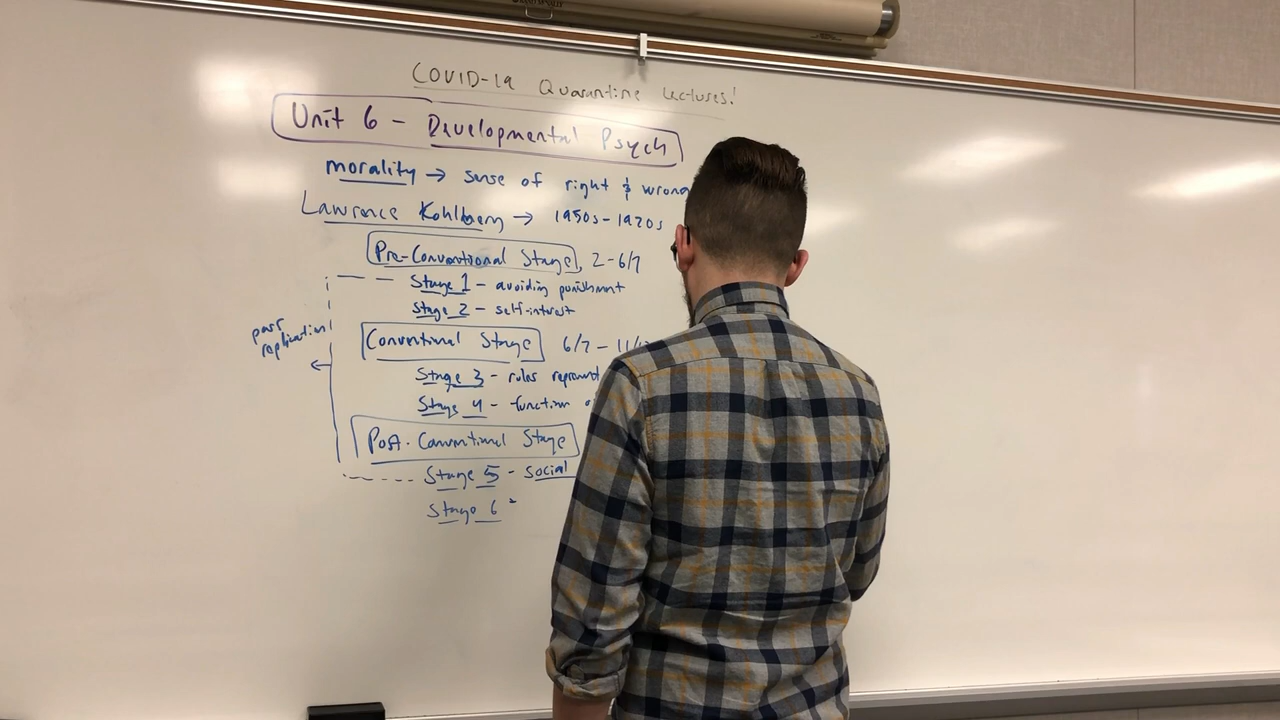 COVID-19 Quarantine Lectures!
Unit 6 - Developmental Psych
morality → sense of right & wrong
Lawrence Kohlberg → 1950s-1970s
Pre-Conventional Stage, 2-6/7
Stage 1 - avoiding punishment
Stage 2 - self-interest
past replication
Conventional Stage 6/7 - 11/
Stage 3 - rules represent
Stage 4 - function
Post-Conventional Stage
Stage 5 - social
Stage 6